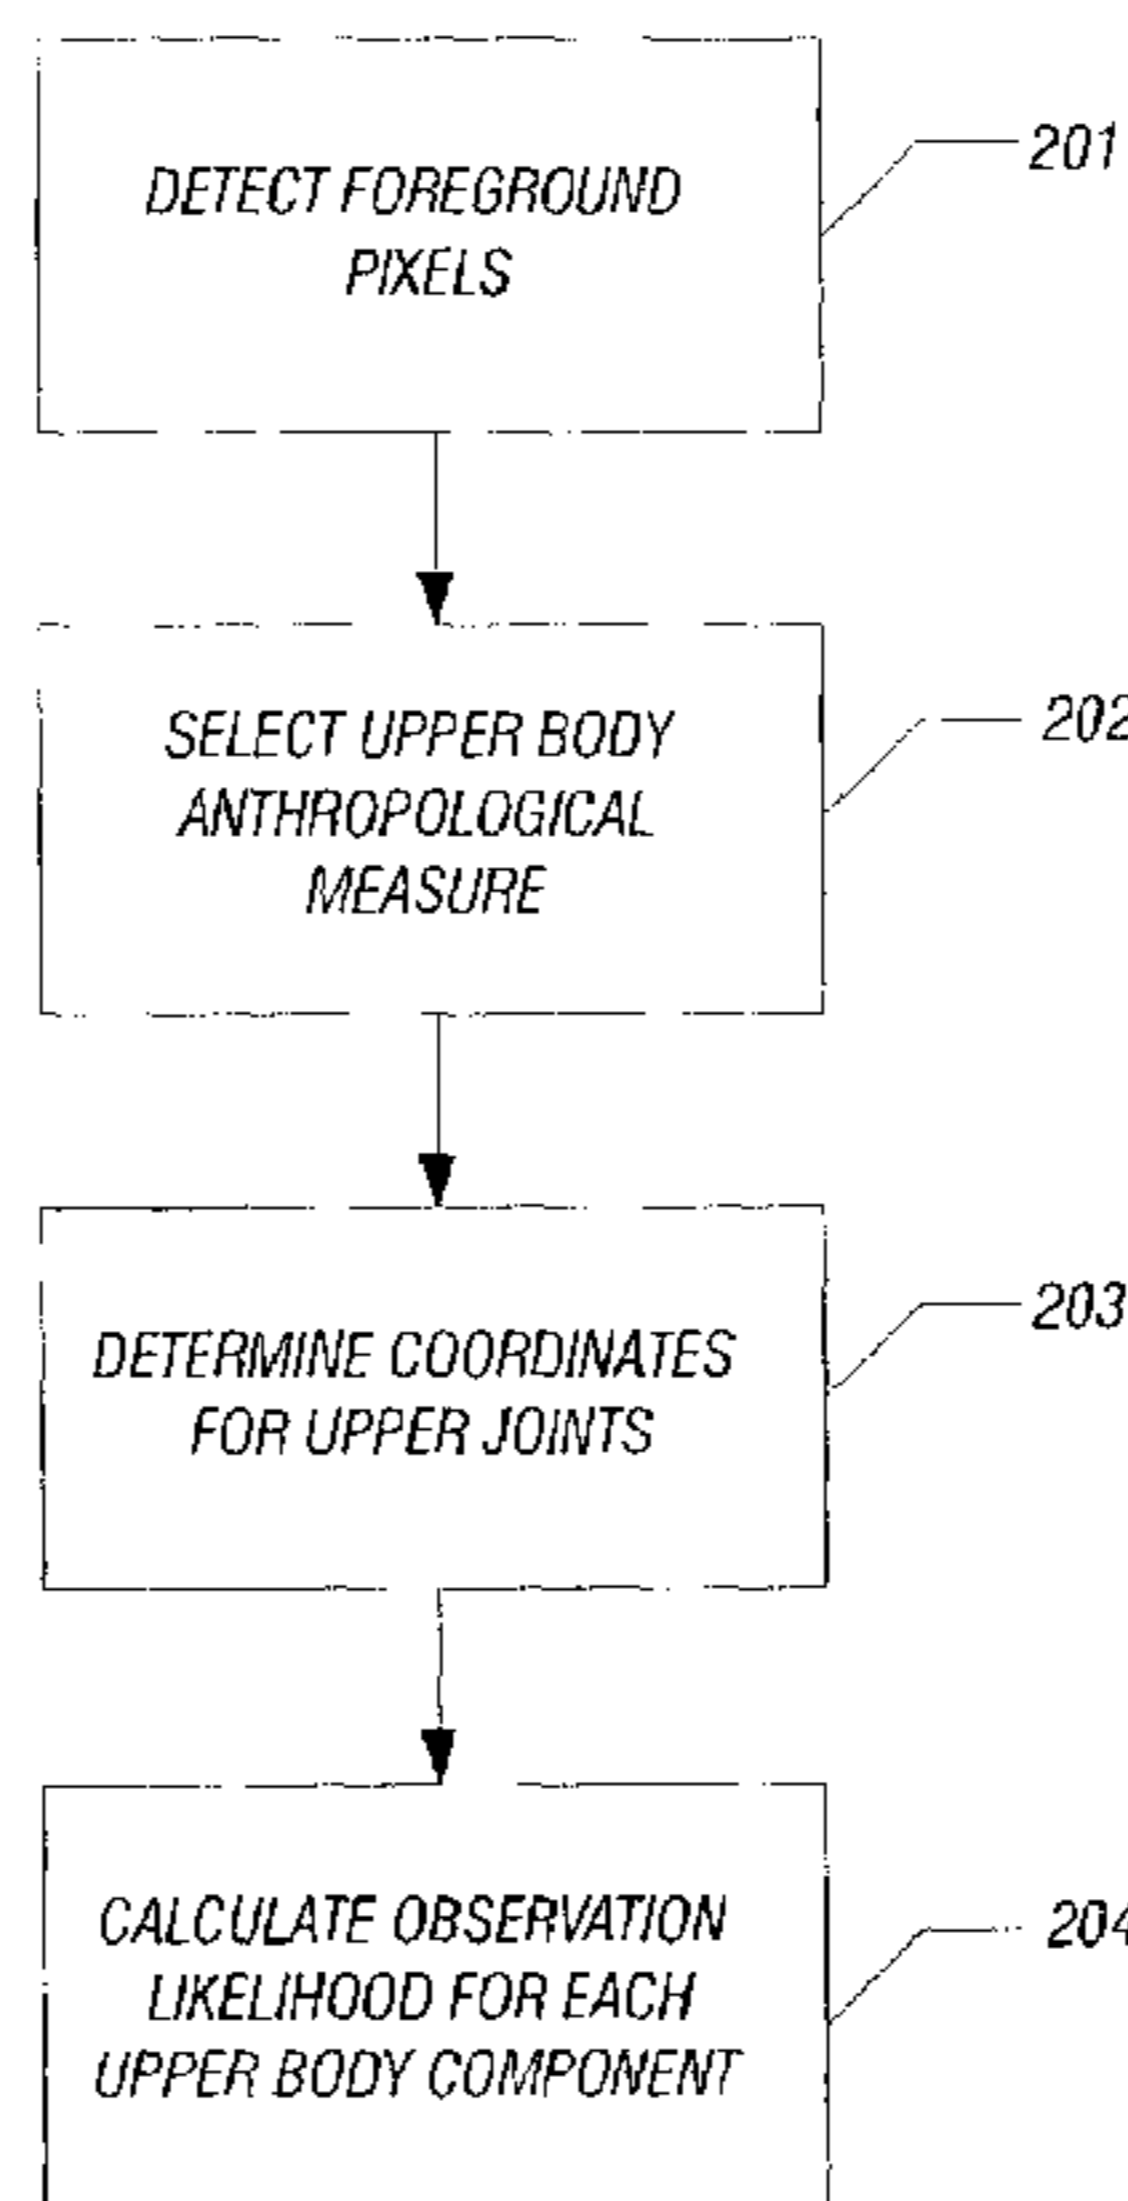 DETECT FOREGROUND
PIXELS
201
SELECT UPPER BODY
ANTHROPOLOGICAL
MEASURE
202
DETERMINE COORDINATES
FOR UPPER JOINTS
203
CALCULATE OBSERVATION
LIKELIHOOD FOR EACH
UPPER BODY COMPONENT
204